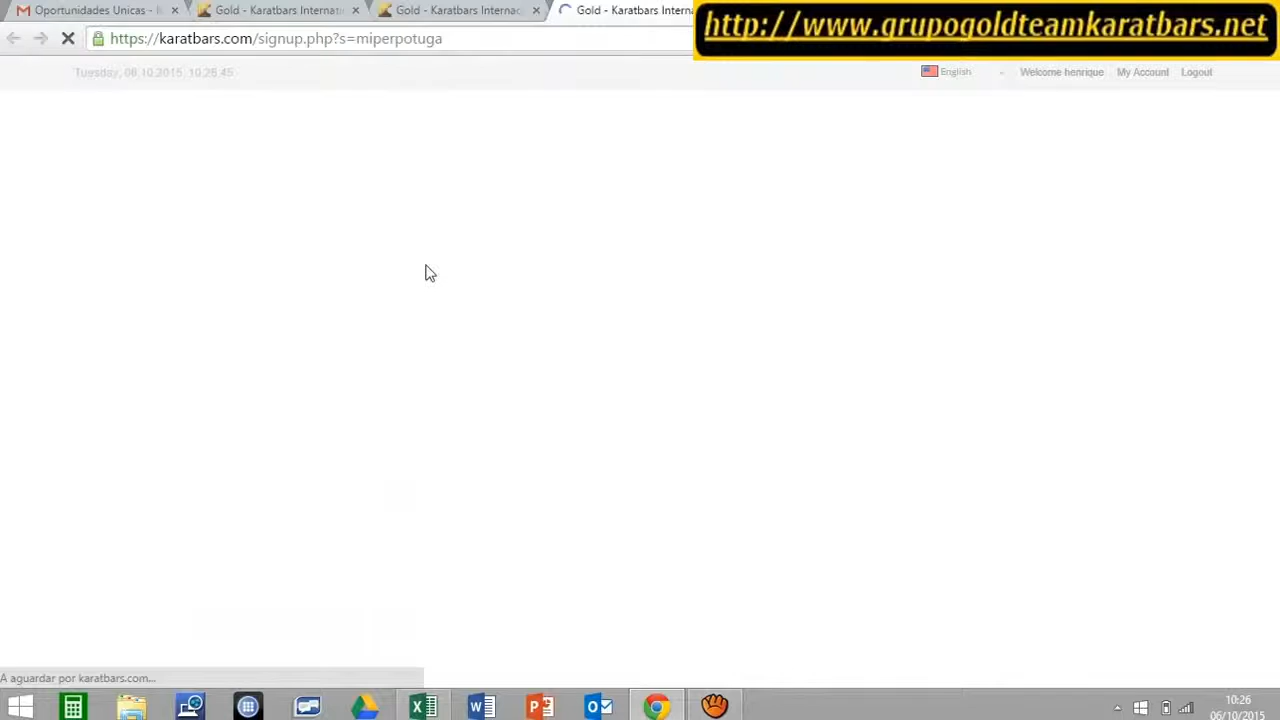 Oportunidades Unicas -
Gold - Karatbars Internati
Gold - Karatbars Internac
Gold - Karatbars Interna
http://www.grupogoldteamkaratbars.net
https://karatbars.com/signup.php?s=miperpotuga
Tuesday, 06.10.2015, 10:26:45
English
Welcome henrique
My Account
Logout
A aguardar por karatbars.com...
10:26
06/10/2015